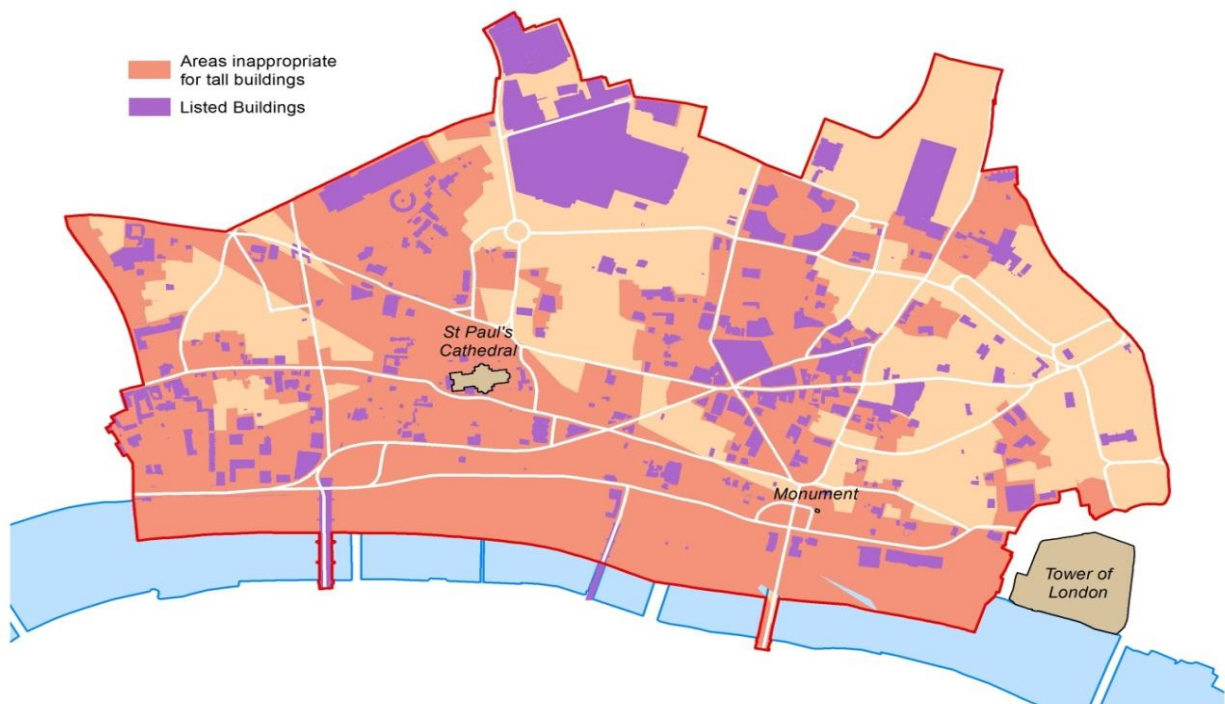 Areas inappropriate
for tall buildings
Listed Buildings
St Paul's
Cathedral
Monument
Tower of
London